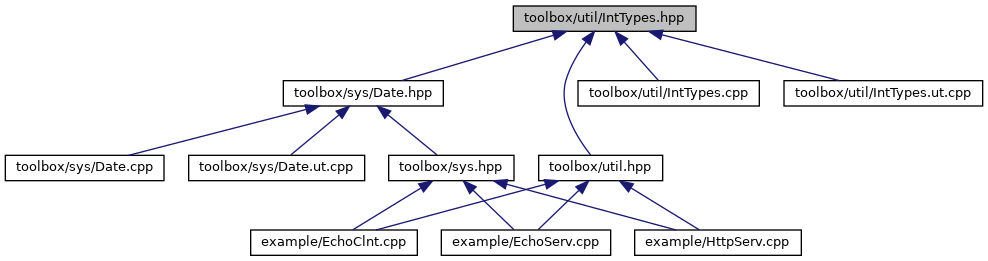 toolbox/util/IntTypes.hpp
toolbox/sys/Date.hpp
toolbox/util/IntTypes.cpp
toolbox/util/IntTypes.ut.cpp
toolbox/sys/Date.cpp
toolbox/sys/Date.ut.cpp
toolbox/sys.hpp
toolbox/util.hpp
example/EchoClnt.cpp
example/EchoServ.cpp
example/HttpServ.cpp